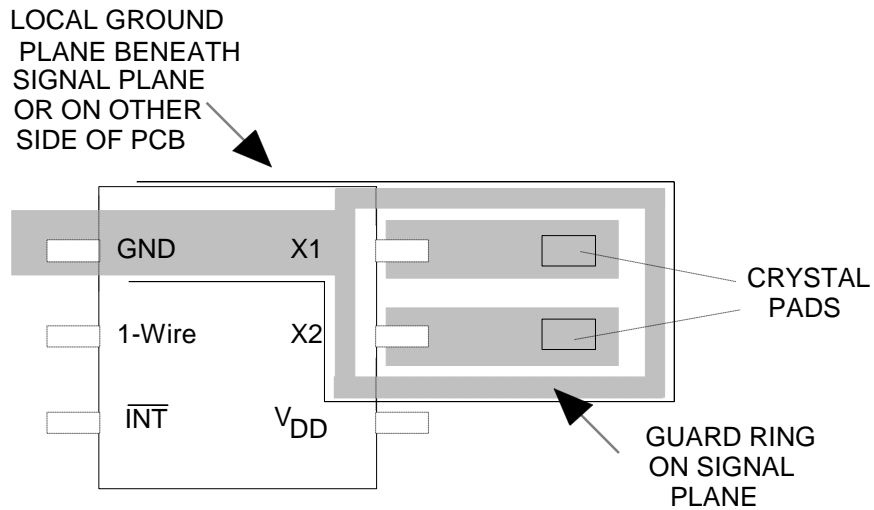 LOCAL GROUND
PLANE BENEATH
SIGNAL PLANE
OR ON OTHER
SIDE OF PCB
GND
X1
1-Wire
X2
INT
VDD
CRYSTAL
PADS
GUARD RING
ON SIGNAL
PLANE